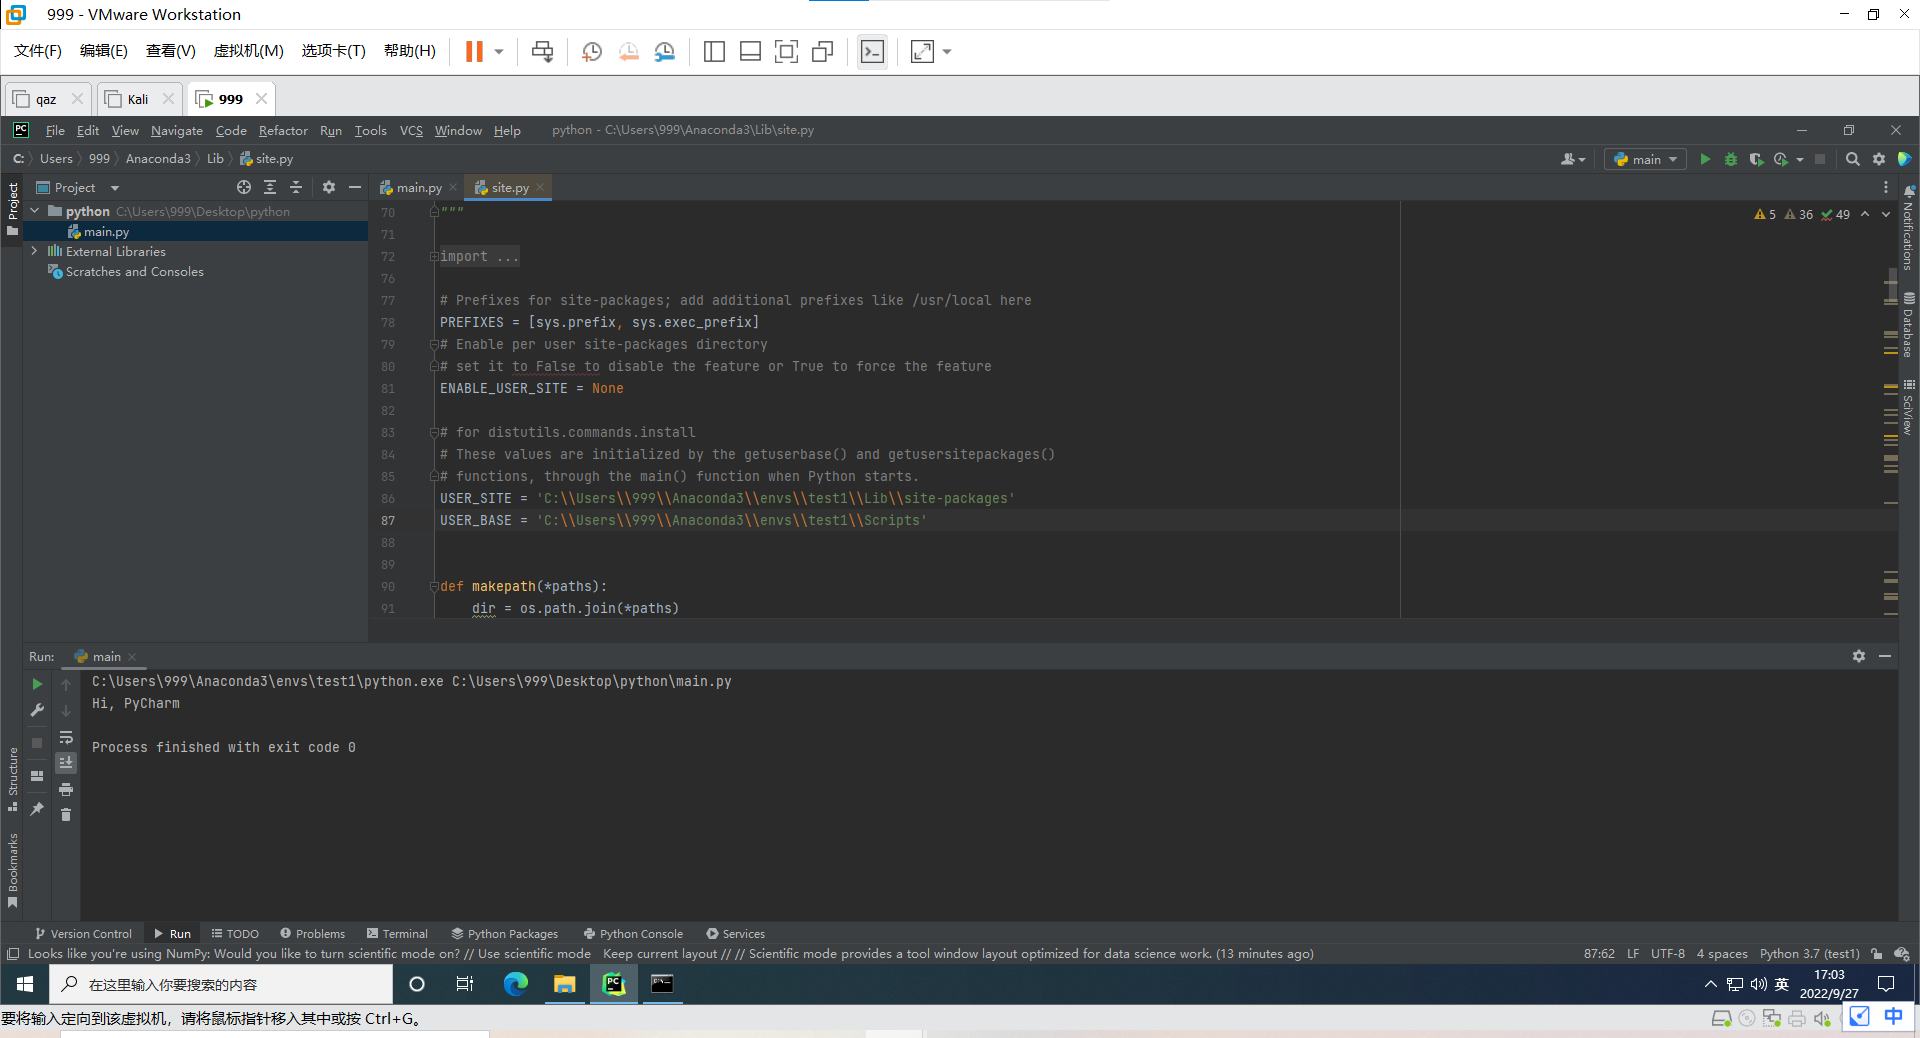 999 - VMware Workstation
文件(F) 编辑(E) 查看(V) 虚拟机(M) 选项卡(T) 帮助(H)
qaz Kali 999
File Edit View Navigate Code Refactor Run Tools VCS Window Help python - C:\Users\999\Anaconda3\Lib\site.py
C: Users 999 Anaconda3 Lib site.py main
Project main.py site.py
python C:\Users\999\Desktop\python
main.py
External Libraries
Scratches and Consoles
5 36 49
70 """
71
72 import ...
76
77 # Prefixes for site-packages; add additional prefixes like /usr/local here
78 PREFIXES = [sys.prefix, sys.exec_prefix]
79 # Enable per user site-packages directory
80 # set it to False to disable the feature or True to force the feature
81 ENABLE_USER_SITE = None
82
83 # for distutils.commands.install
84 # These values are initialized by the getuserbase() and getusersitepackages()
85 # functions, through the main() function when Python starts.
86 USER_SITE = 'C:\\Users\\999\\Anaconda3\\envs\\test1\\Lib\\site-packages'
87 USER_BASE = 'C:\\Users\\999\\Anaconda3\\envs\\test1\\Scripts'
88
89
90 def makepath(*paths):
91 dir = os.path.join(*paths)
Project
Structure
Bookmarks
Notifications
Database
SciView
Run: main
C:\Users\999\Anaconda3\envs\test1\python.exe C:\Users\999\Desktop\python\main.py
Hi, PyCharm
Process finished with exit code 0
Version Control Run TODO Problems Terminal Python Packages Python Console Services
Looks like you're using NumPy: Would you like to turn scientific mode on? // Use scientific mode Keep current layout // // Scientific mode provides a tool window layout optimized for data science work. (13 minutes ago) 87:62 LF UTF-8 4 spaces Python 3.7 (test1)
在这里输入你要搜索的内容 英 17:03
2022/9/27
要将输入定向到该虚拟机，请将鼠标指针移入其中或按 Ctrl+G。 中